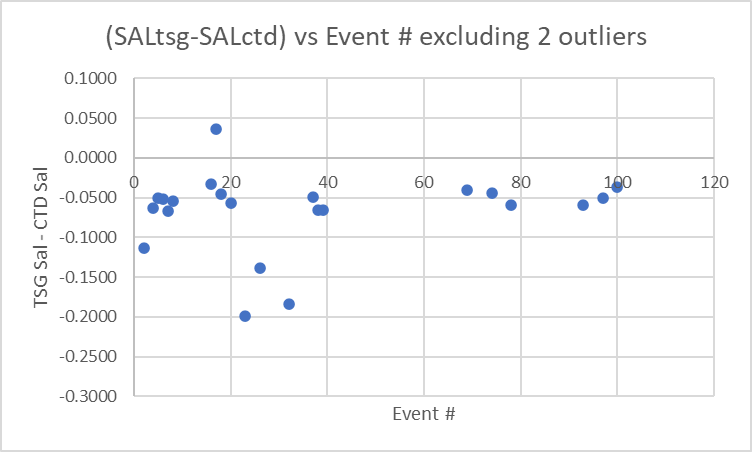 (SALtsg-SALctd) vs Event # excluding 2 outliers
0.1000
0.0500
0.0000
0 20 40 60 80 100 120
-0.0500
-0.1000
-0.1500
-0.2000
-0.2500
-0.3000
TSG Sal - CTD Sal
Event #